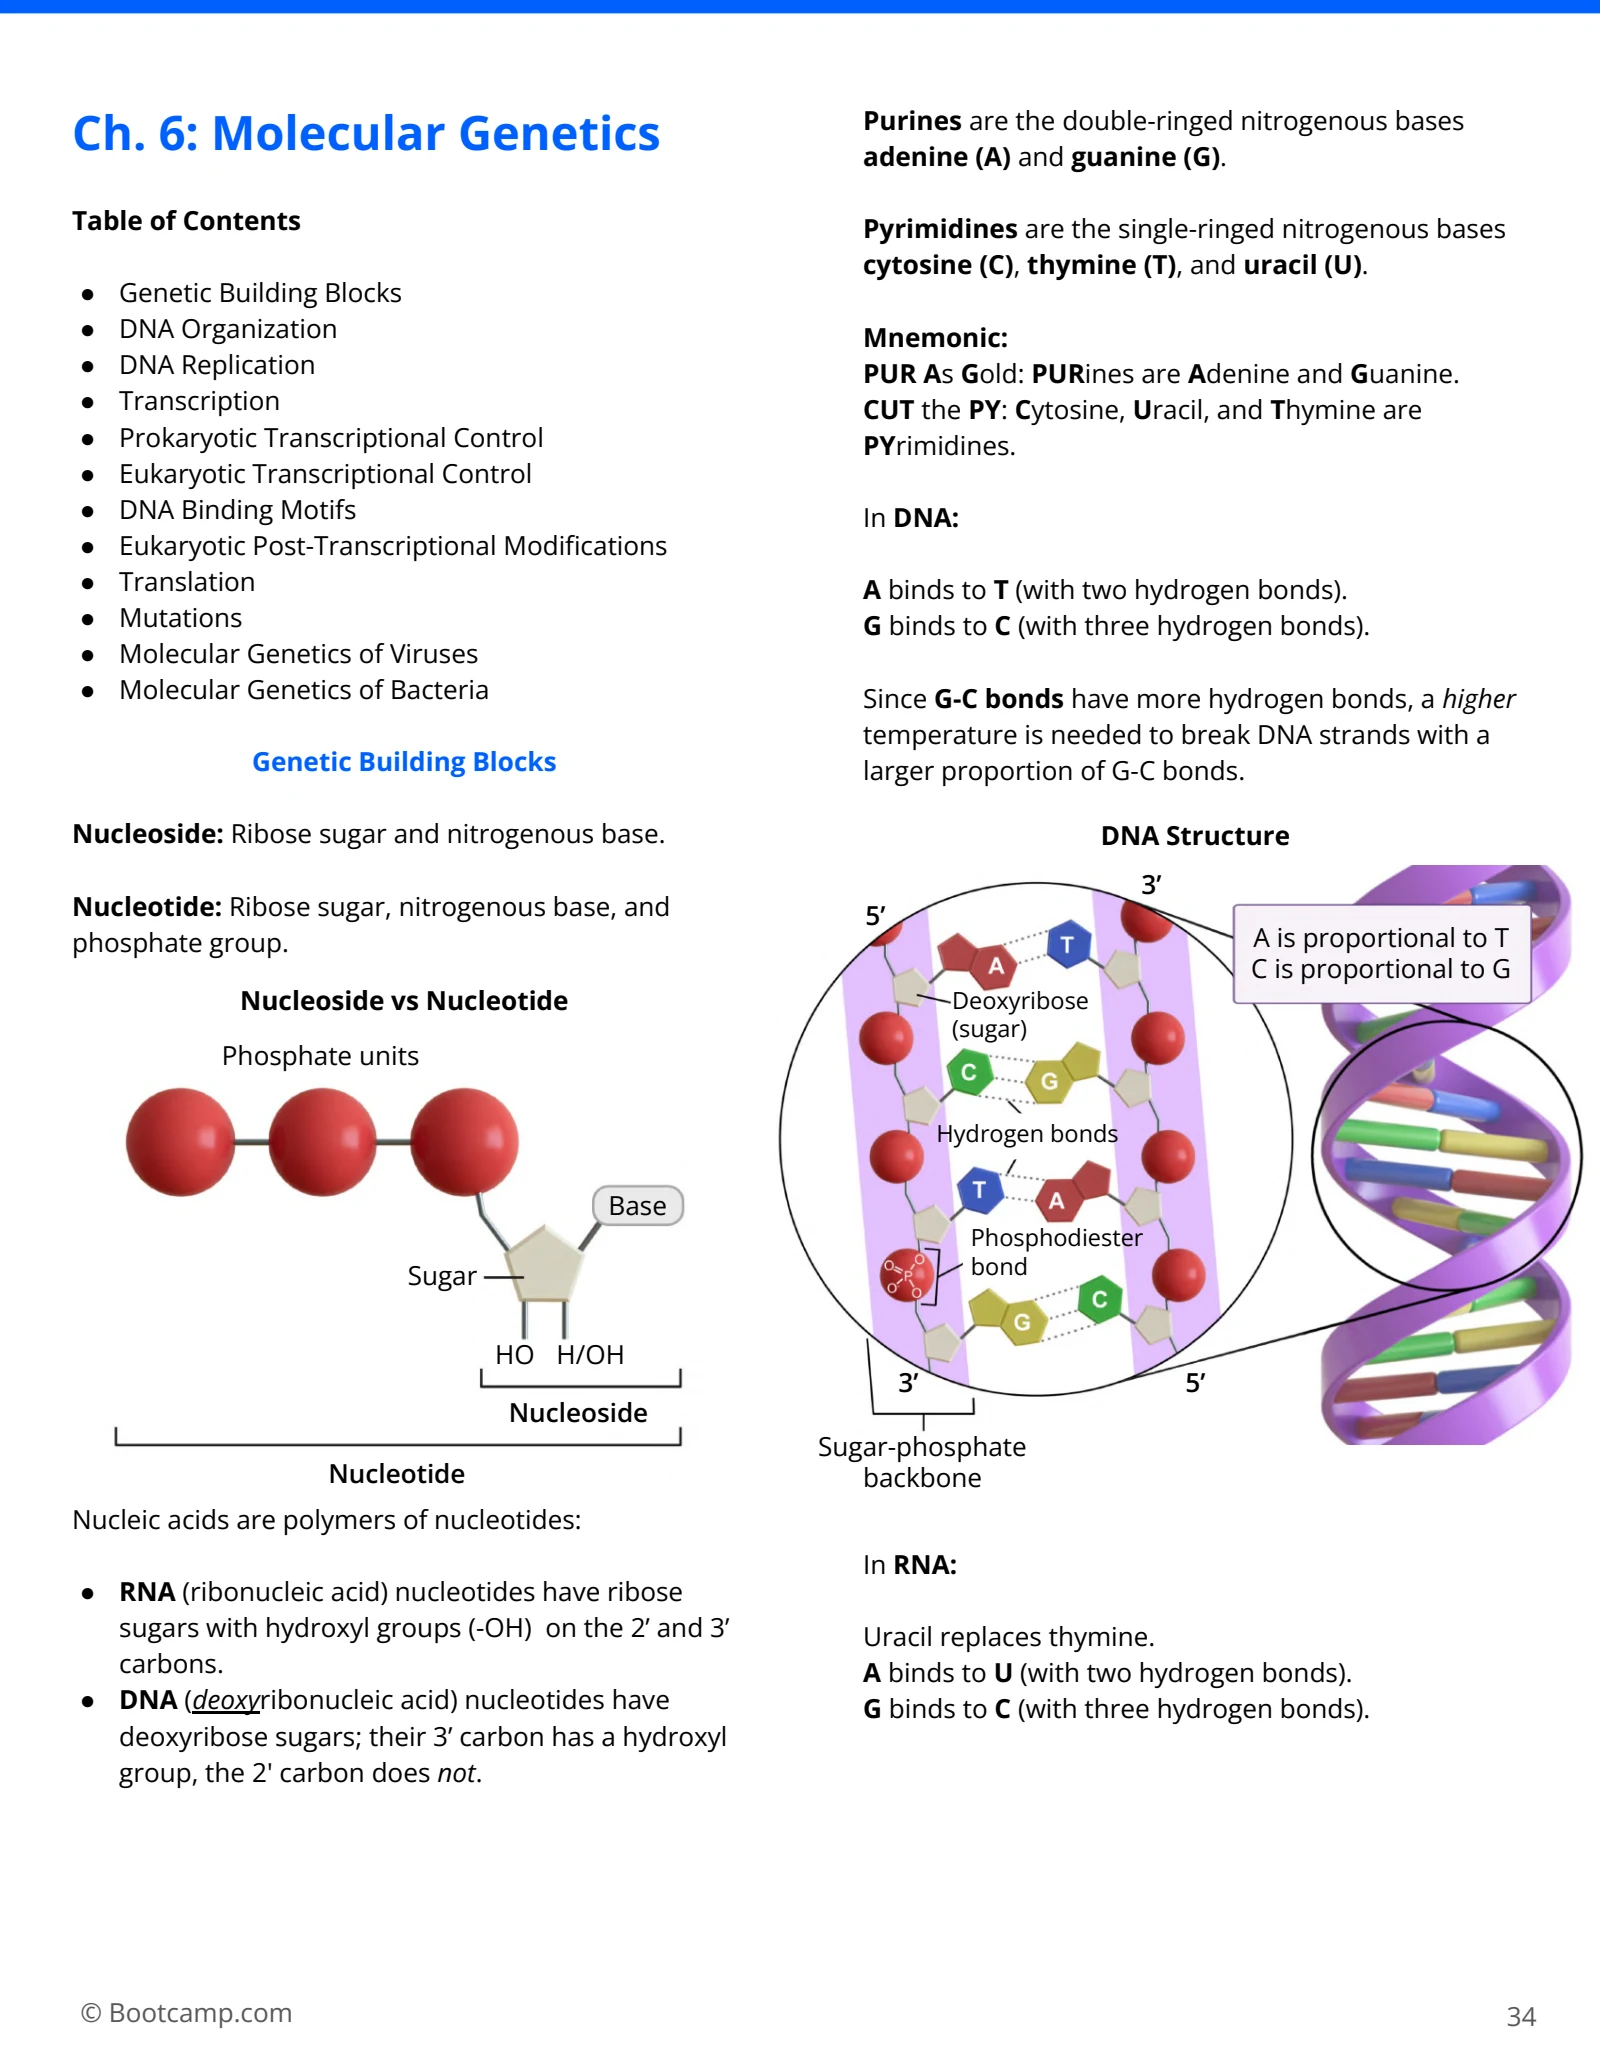 Ch. 6: Molecular Genetics
Table of Contents
● Genetic Building Blocks
● DNA Organization
● DNA Replication
● Transcription
● Prokaryotic Transcriptional Control
● Eukaryotic Transcriptional Control
● DNA Binding Motifs
● Eukaryotic Post-Transcriptional Modifications
● Translation
● Mutations
● Molecular Genetics of Viruses
● Molecular Genetics of Bacteria
Genetic Building Blocks
Nucleoside: Ribose sugar and nitrogenous base.
Nucleotide: Ribose sugar, nitrogenous base, and
phosphate group.
Nucleoside vs Nucleotide
Phosphate units
Base
Sugar
HO H/OH
Nucleoside
Nucleotide
Nucleic acids are polymers of nucleotides:
● RNA (ribonucleic acid) nucleotides have ribose
sugars with hydroxyl groups (-OH) on the 2’ and 3’
carbons.
● DNA (deoxyribonucleic acid) nucleotides have
deoxyribose sugars; their 3’ carbon has a hydroxyl
group, the 2' carbon does not.
Purines are the double-ringed nitrogenous bases
adenine (A) and guanine (G).
Pyrimidines are the single-ringed nitrogenous bases
cytosine (C), thymine (T), and uracil (U).
Mnemonic:
PUR As Gold: PURines are Adenine and Guanine.
CUT the PY: Cytosine, Uracil, and Thymine are
PYrimidines.
In DNA:
A binds to T (with two hydrogen bonds).
G binds to C (with three hydrogen bonds).
Since G-C bonds have more hydrogen bonds, a higher
temperature is needed to break DNA strands with a
larger proportion of G-C bonds.
DNA Structure
3’
5’
A is proportional to T
C is proportional to G
A T
Deoxyribose
(sugar)
C G
Hydrogen bonds
T A
Phosphodiester
bond
O O
P
O O
G C
3’ 5’
Sugar-phosphate
backbone
In RNA:
Uracil replaces thymine.
A binds to U (with two hydrogen bonds).
G binds to C (with three hydrogen bonds).
© Bootcamp.com
34